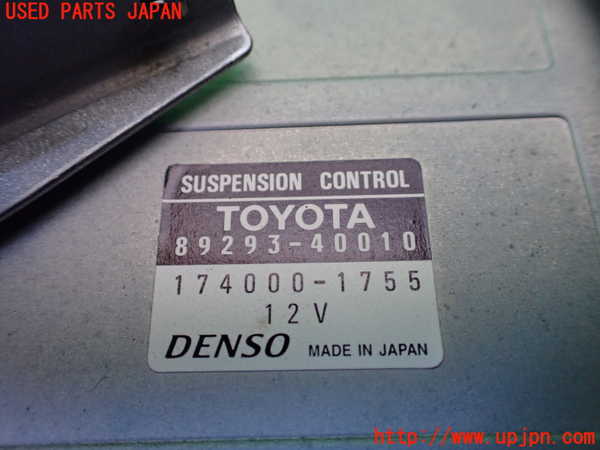 USED PARTS JAPAN
SUSPENSION CONTROL
TOYOTA
89293-40010
174000-1755
12V
DENSO MADE IN JAPAN
http://www.upjpn.com